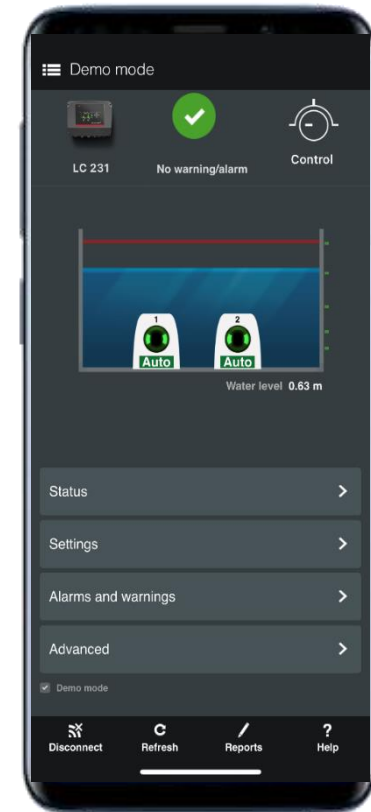 Demo mode
LC 231
No warning/alarm
Control
1
2
Auto
Auto
Water level 0.63 m
Status
Settings
Alarms and warnings
Advanced
Demo mode
Disconnect
Refresh
Reports
? 
Help